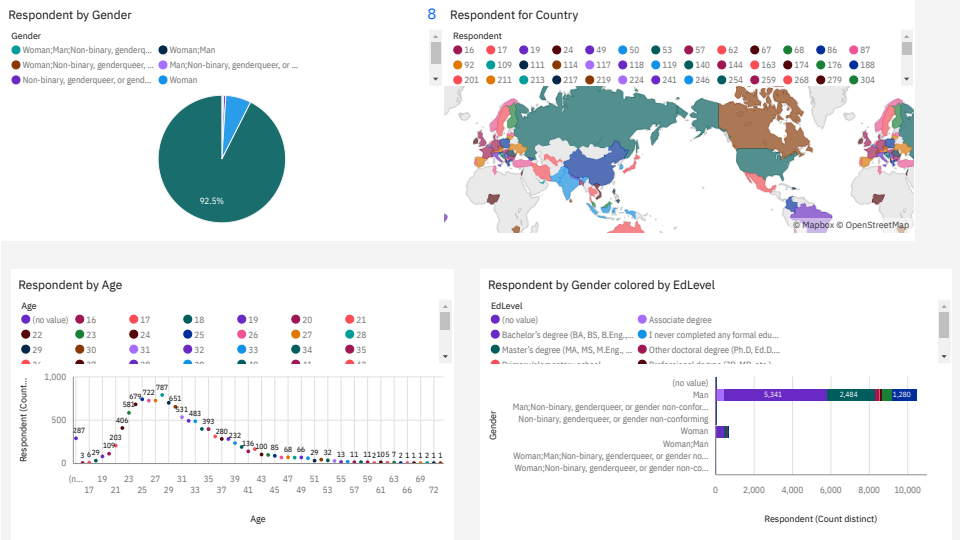 Respondent by Gender
8
Respondent for Country
Gender
Woman;Man;Non-binary, genderq... Woman;Man
Woman;Non-binary, genderqueer, ... Man;Non-binary, genderqueer, or ...
Non-binary, genderqueer, or gend... Woman
92.5%
Respondent
16 17 19 24 49 50 53 57 62 67 68 86 87
92 109 111 114 117 118 119 140 144 163 174 176 188
201 211 213 217 219 224 241 246 254 259 268 279 304
© Mapbox © OpenStreetMap
Respondent by Age
Age
(no value) 16 17 18 19 20 21
22 23 24 25 26 27 28
29 30 31 32 33 34 35
Respondent (Count...
1,000
500
0
287 3 6 29 109 203 406 581 679 722 787 651 531 483 393 280 232 136 100 85 68 66 29 32 13 11 11 2 1 1
(n... 19 23 27 31 35 39 43 47 51 55 59 63 69
17 21 25 29 33 37 41 45 49 53 57 61 66 72
Age
Respondent by Gender colored by EdLevel
EdLevel
(no value) Associate degree
Bachelor's degree (BA, BS, B.Eng.,... I never completed any formal edu...
Master's degree (MA, MS, M.Eng., ... Other doctoral degree (Ph.D, Ed.D....
Gender
(no value)
Man 5,341 2,484 1,280
Man;Non-binary, genderqueer, or gender non-confor...
Non-binary, genderqueer, or gender non-conforming
Woman
Woman;Man
Woman;Man;Non-binary, genderqueer, or gender no...
Woman;Non-binary, genderqueer, or gender non-co...
0 2,000 4,000 6,000 8,000 10,000
Respondent (Count distinct)